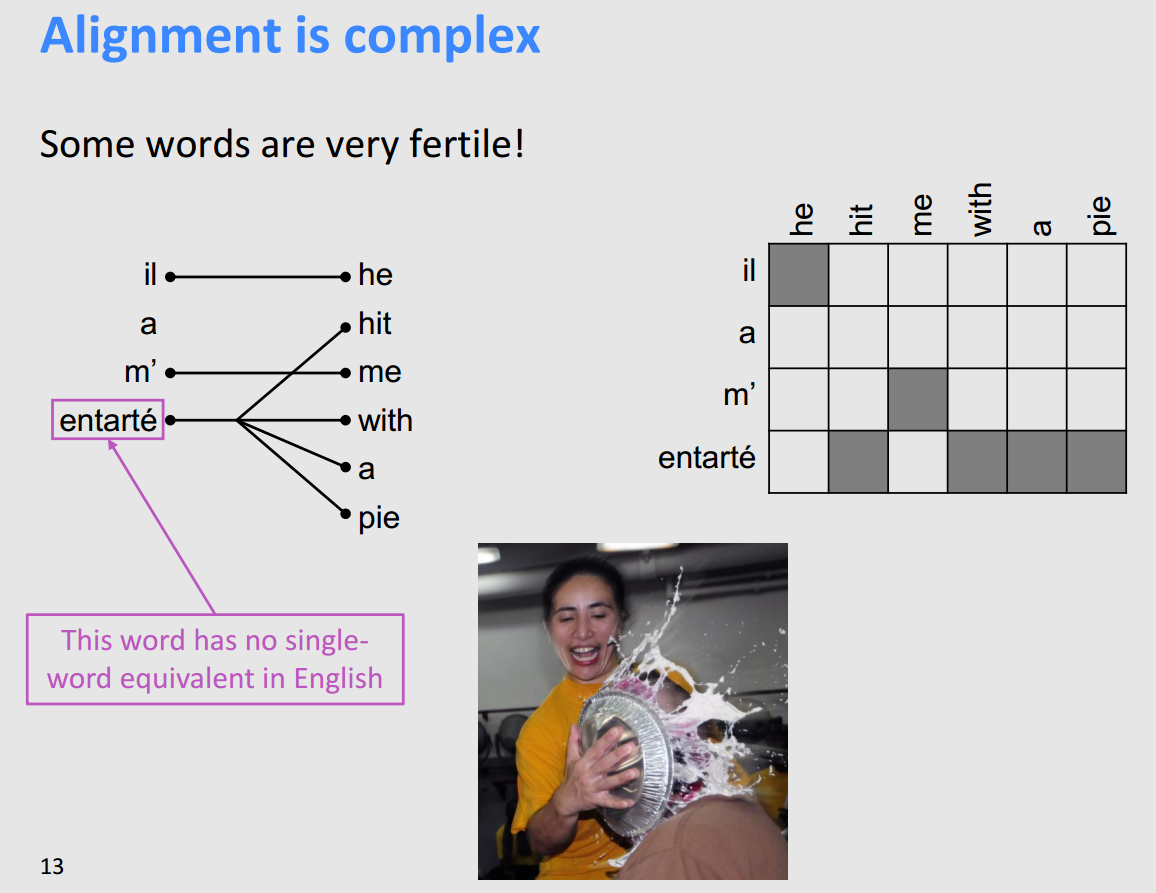 Alignment is complex
Some words are very fertile!
il he
a hit
m’ me
entarté with
a
pie
This word has no single-
word equivalent in English
he hit me with a pie
il
a
m’
entarté
13